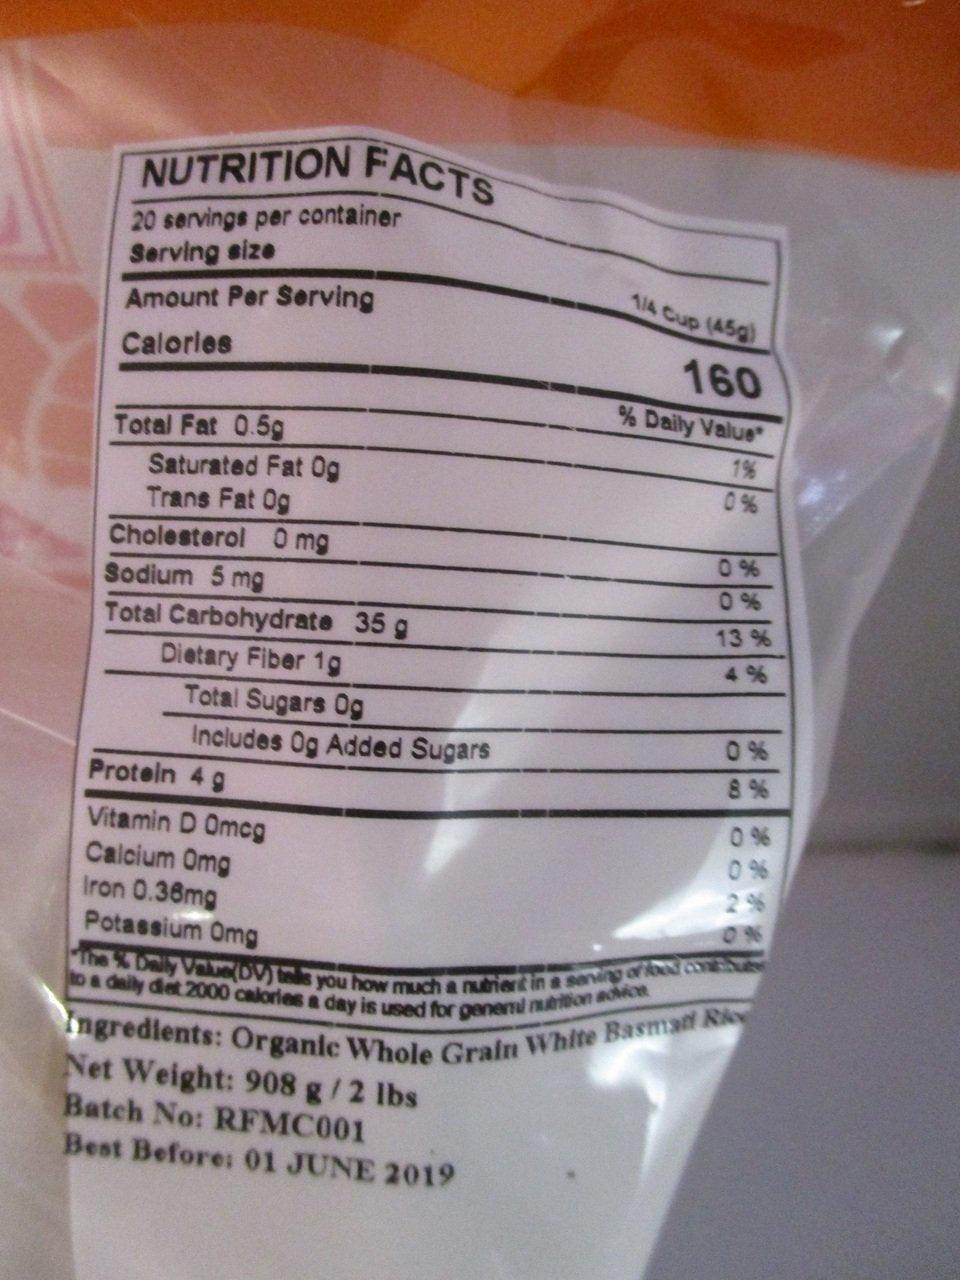 NUTRITION FACTS
20 servings per container
Serving size 1/4 Cup (45g)
Amount Per Serving
Calories 160
% Daily Value*
Total Fat 0.5g 1%
Saturated Fat 0g 0 %
Trans Fat 0g
Cholesterol 0 mg 0 %
Sodium 5 mg 0 %
Total Carbohydrate 35 g 13 %
Dietary Fiber 1g 4 %
Total Sugars 0g
Includes 0g Added Sugars 0 %
Protein 4 g 8 %
Vitamin D 0mcg 0 %
Calcium 0mg 0 %
Iron 0.36mg 2 %
Potassium 0mg 0 %
*The % Daily Value(DV) tells you how much a nutrient in a serving of food contributes
to a daily diet 2000 calories a day is used for general nutrition advice.
Ingredients: Organic Whole Grain White Basmati Rice
Net Weight: 908 g / 2 lbs
Batch No: RFMC001
Best Before: 01 JUNE 2019